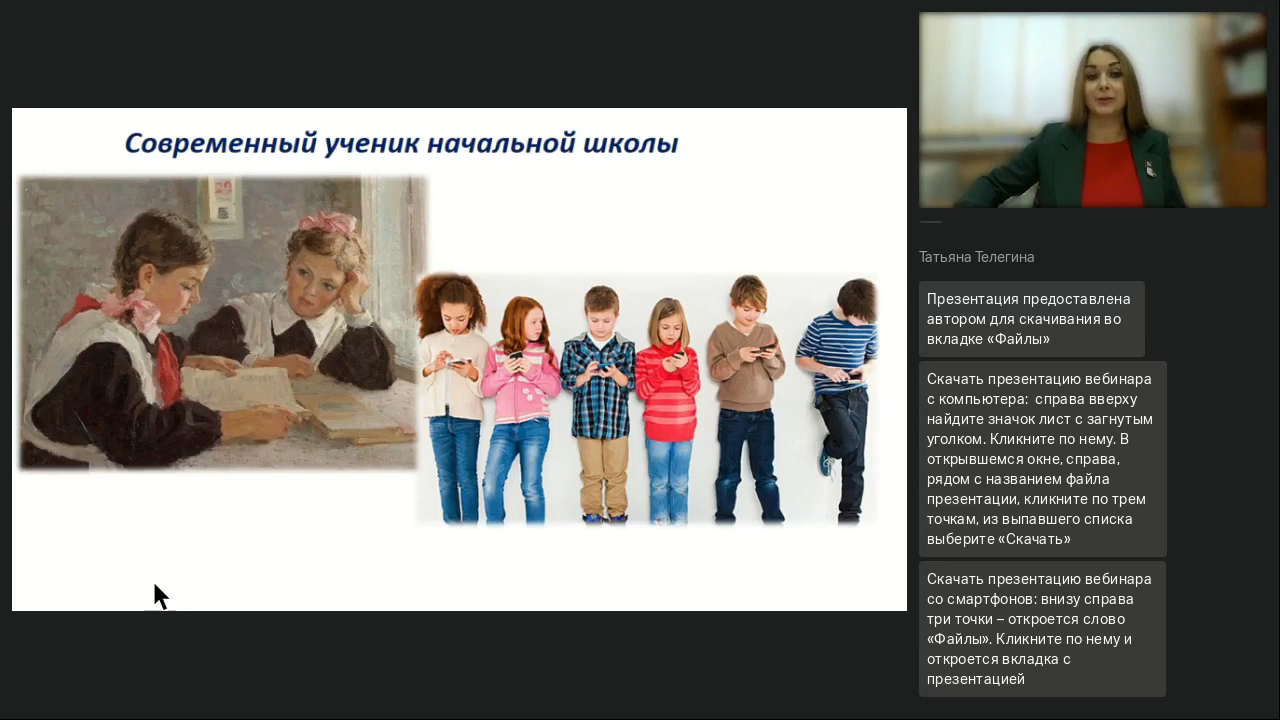 Современный ученик начальной школы
Татьяна Телегина
Презентация предоставлена
автором для скачивания во
вкладке «Файлы»
Скачать презентацию вебинара
с компьютера:  справа вверху
найдите значок лист с загнутым
уголком. Кликните по нему. В
открывшемся окне, справа,
рядом с названием файла
презентации, кликните по трем
точкам, из выпавшего списка
выберите «Скачать»
Скачать презентацию вебинара
со смартфонов: внизу справа
три точки – откроется слово
«Файлы». Кликните по нему и
откроется вкладка с
презентацией